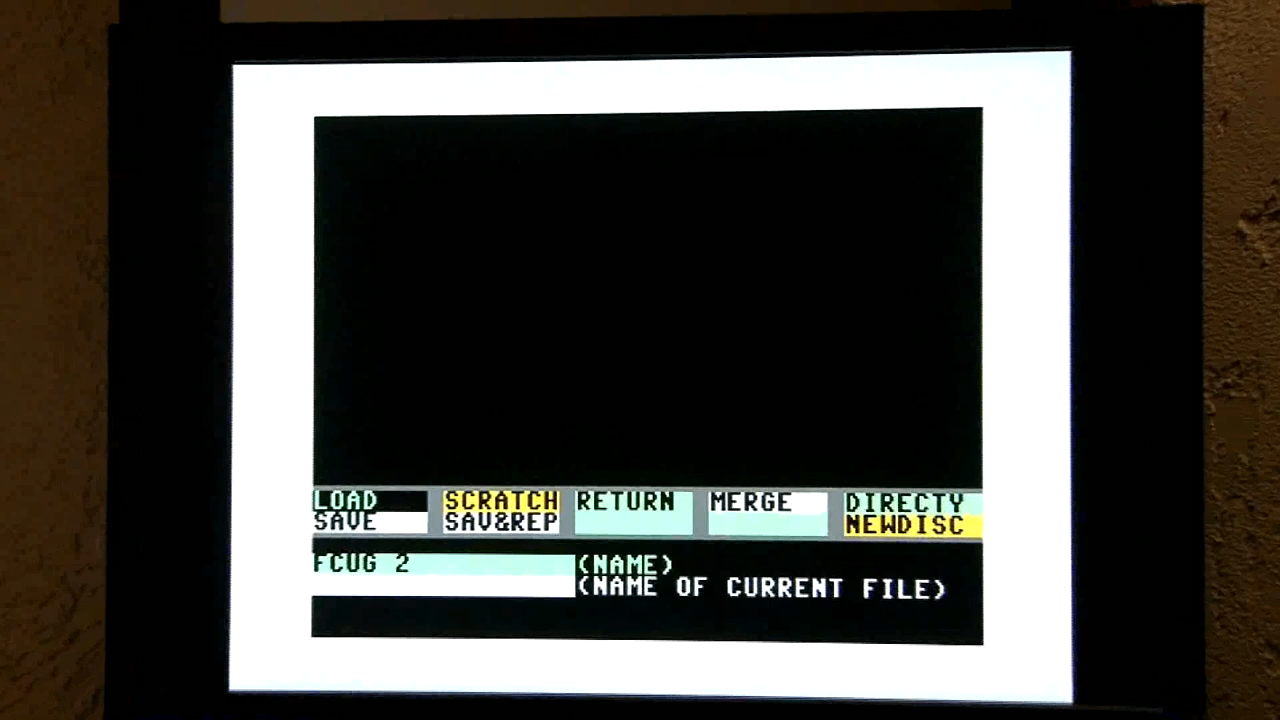 LOAD SCRATCH RETURN MERGE DIRECTY
SAVE SAV&REP NEWDISC
FCUG 2 (NAME)
(NAME OF CURRENT FILE)